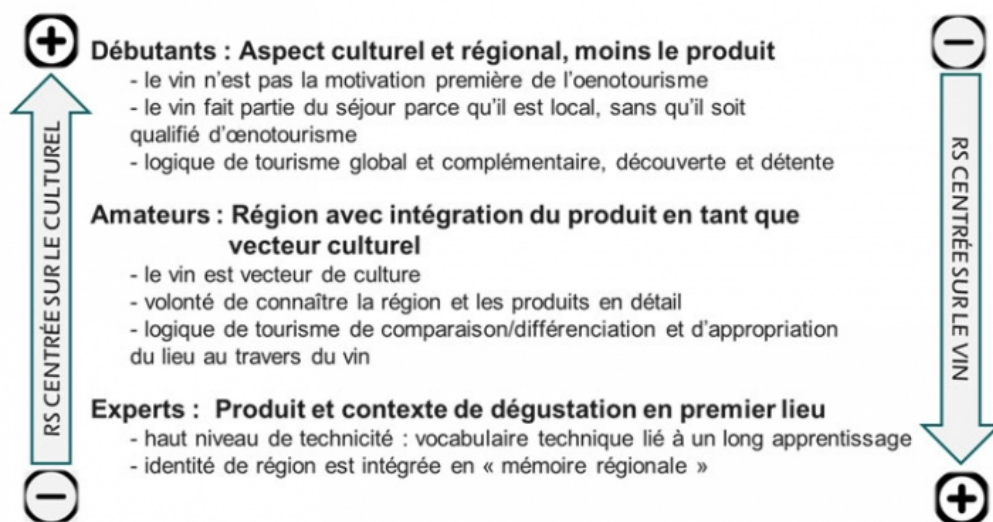 +
−
Débutants : Aspect culturel et régional, moins le produit
- le vin n’est pas la motivation première de l’oenotourisme
- le vin fait partie du séjour parce qu’il est local, sans qu’il soit
qualifié d’œnotourisme
- logique de tourisme global et complémentaire, découverte et détente
RS CENTRÉE SUR LE CULTUREL
RS CENTRÉE SUR LE VIN
Amateurs : Région avec intégration du produit en tant que
vecteur culturel
- le vin est vecteur de culture
- volonté de connaître la région et les produits en détail
- logique de tourisme de comparaison/différenciation et d’appropriation
du lieu au travers du vin
Experts : Produit et contexte de dégustation en premier lieu
- haut niveau de technicité : vocabulaire technique lié à un long apprentissage
- identité de région est intégrée en « mémoire régionale »
−
+